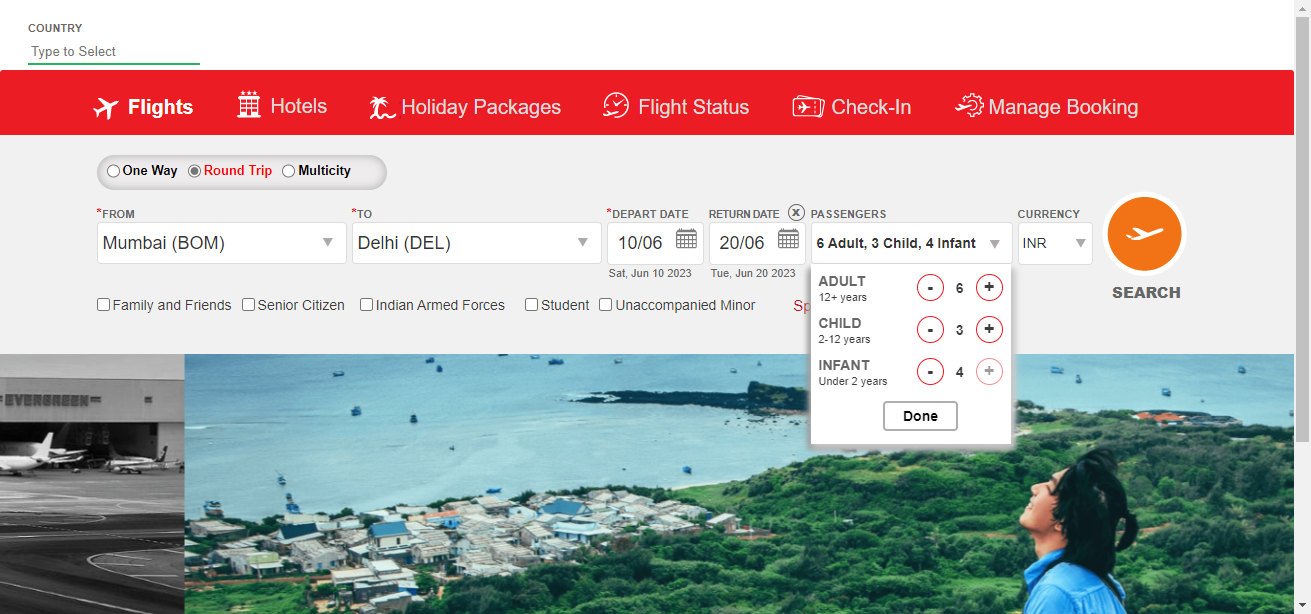 COUNTRY
Type to Select
Flights Hotels Holiday Packages Flight Status Check-In Manage Booking
One Way Round Trip Multicity
*FROM *TO *DEPART DATE RETURN DATE PASSENGERS CURRENCY
Mumbai (BOM) Delhi (DEL) 10/06 20/06 6 Adult, 3 Child, 4 Infant INR
Sat, Jun 10 2023 Tue, Jun 20 2023
SEARCH
Family and Friends Senior Citizen Indian Armed Forces Student Unaccompanied Minor
ADULT - 6 +
12+ years
CHILD - 3 +
2-12 years
INFANT - 4 +
Under 2 years
Done
EVERGREEN